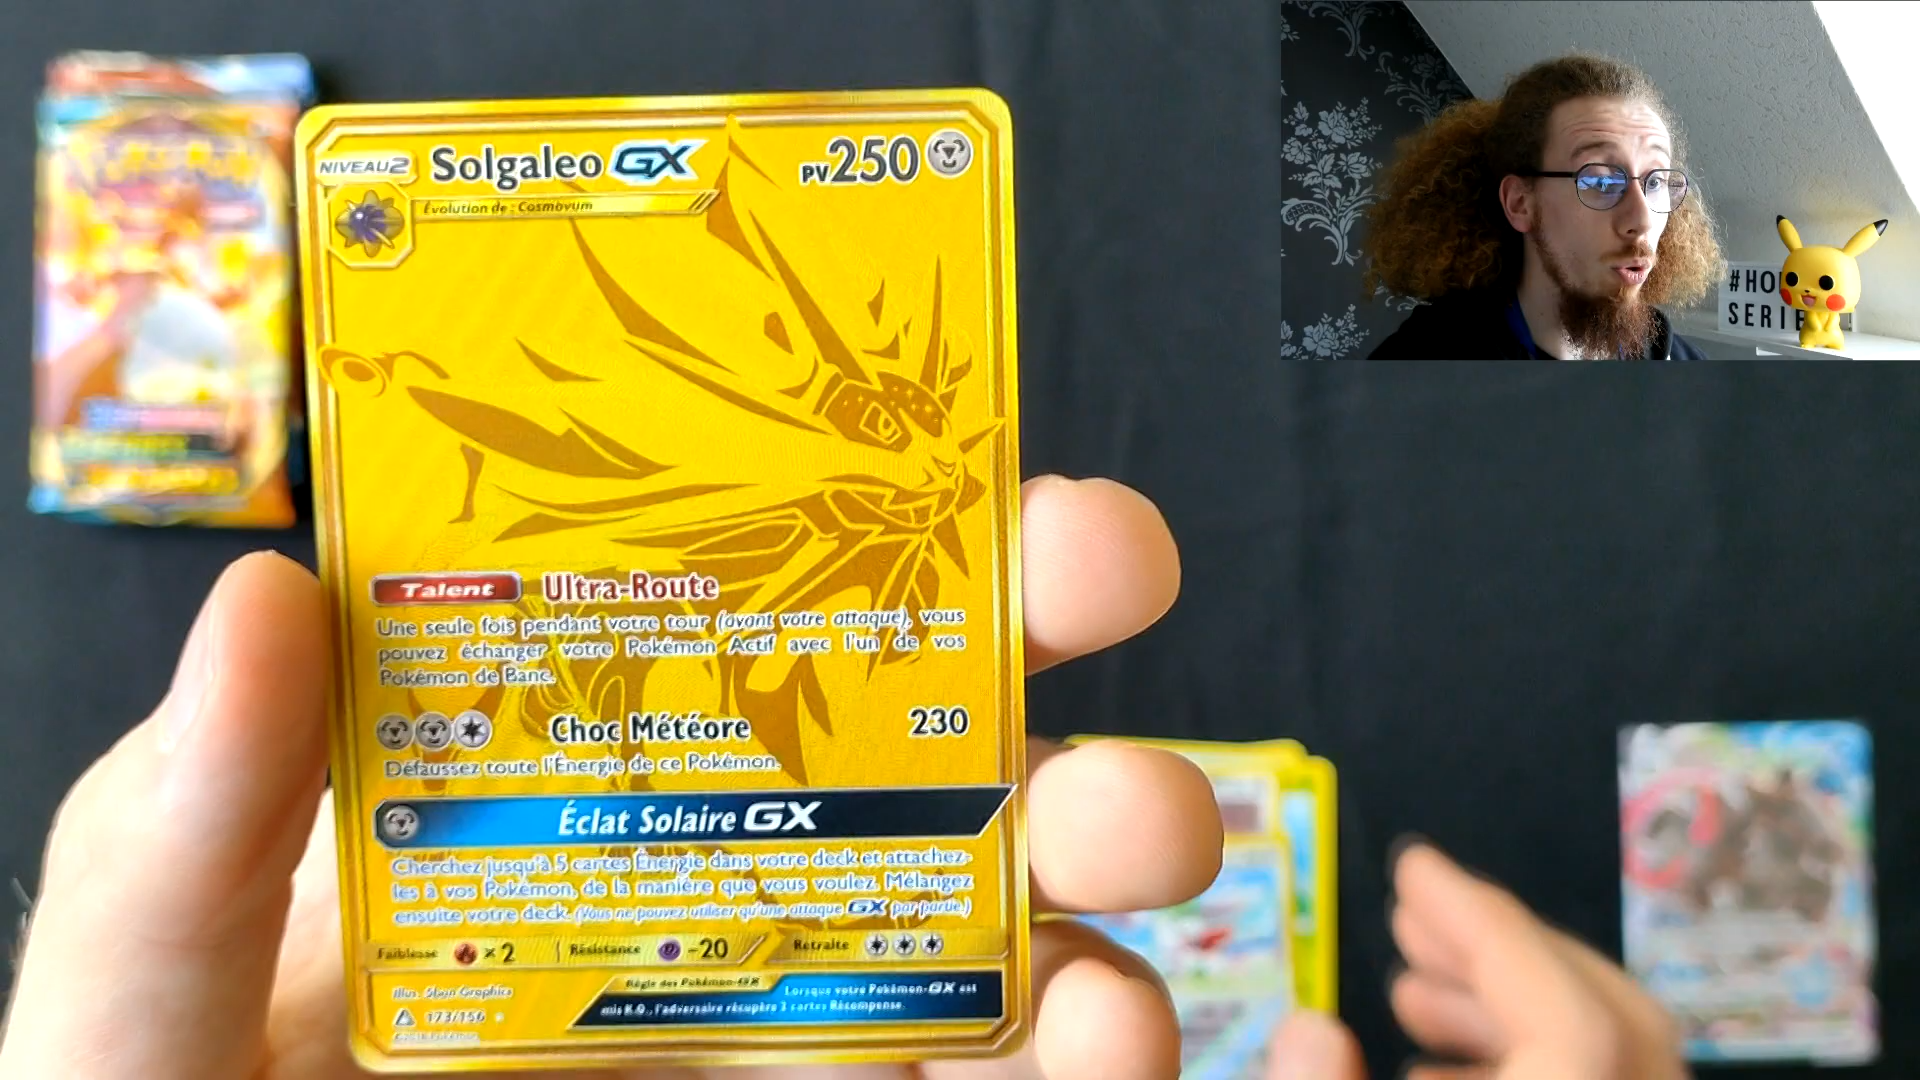 NIVEAU2 Solgaleo GX PV250
Évolution de : Cosmovum
Talent Ultra-Route
Une seule fois pendant votre tour (avant votre attaque), vous
pouvez échanger votre Pokémon Actif avec l'un de vos
Pokémon de Banc.
Choc Météore 230
Défaussez toute l'Énergie de ce Pokémon.
Éclat Solaire GX
Cherchez jusqu'à 5 cartes Énergie dans votre deck et attachez-
les à vos Pokémon, de la manière que vous voulez. Mélangez
ensuite votre deck. (Vous ne pouvez utiliser qu'une attaque GX par partie.)
Faiblesse ×2 Résistance -20 Retraite
Règle des Pokémon-GX Lorsque votre Pokémon-GX est
mis K.O., l'adversaire récupère 2 cartes Récompense.
Illus. 5ban Graphics
173/156
#HO
SERIE